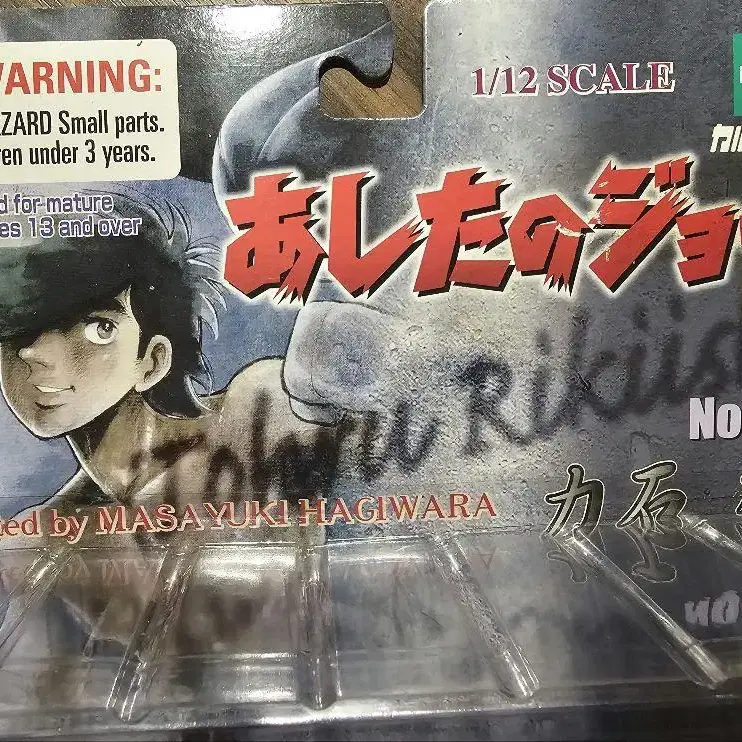 WARNING:
1/12 SCALE
ZARD Small parts.
ren under 3 years.
d for mature
es 13 and over
あしたのジョ
Tohru Rikiis
No
ted by MASAYUKI HAGIWARA
力石